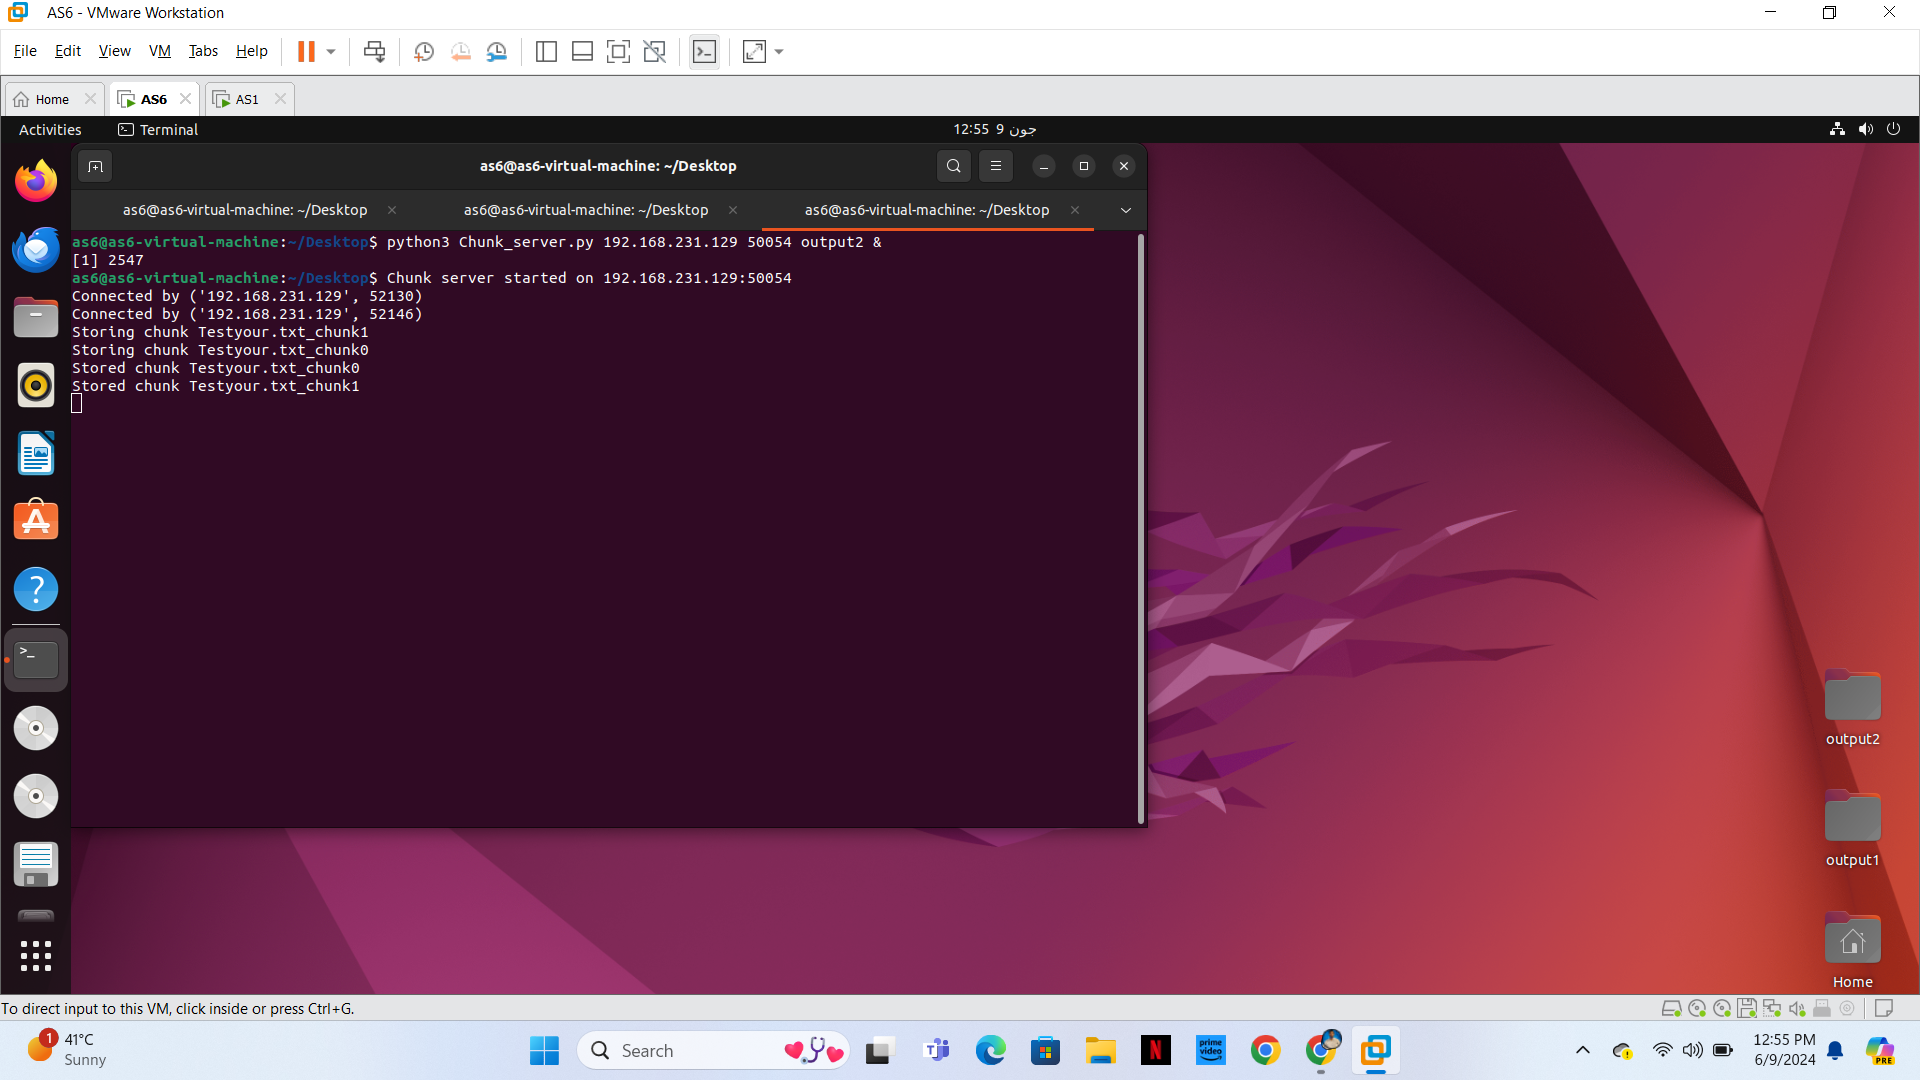 AS6 - VMware Workstation
File Edit View VM Tabs Help
Home AS6 AS1
Activities Terminal 12:55 9 جون
as6@as6-virtual-machine: ~/Desktop
as6@as6-virtual-machine: ~/Desktop as6@as6-virtual-machine: ~/Desktop as6@as6-virtual-machine: ~/Desktop
as6@as6-virtual-machine:~/Desktop$ python3 Chunk_server.py 192.168.231.129 50054 output2 &
[1] 2547
as6@as6-virtual-machine:~/Desktop$ Chunk server started on 192.168.231.129:50054
Connected by ('192.168.231.129', 52130)
Connected by ('192.168.231.129', 52146)
Storing chunk Testyour.txt_chunk1
Storing chunk Testyour.txt_chunk0
Stored chunk Testyour.txt_chunk0
Stored chunk Testyour.txt_chunk1
output2
output1
Home
To direct input to this VM, click inside or press Ctrl+G.
1 41°C
Sunny
Search
prime video
12:55 PM
6/9/2024
PRE